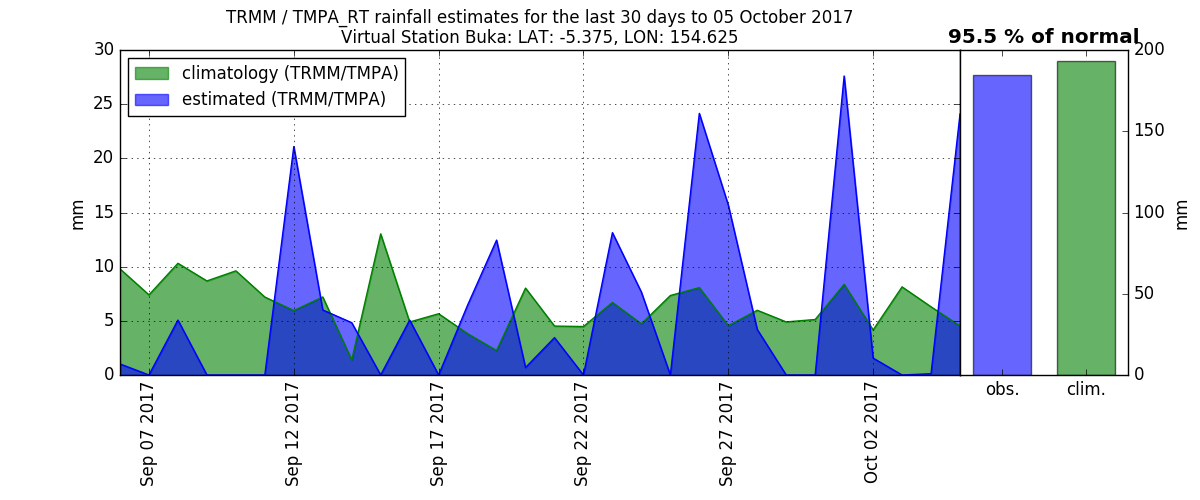 TRMM / TMPA_RT rainfall estimates for the last 30 days to 05 October 2017
Virtual Station Buka: LAT: -5.375, LON: 154.625
95.5 % of normal
climatology (TRMM/TMPA)
estimated (TRMM/TMPA)
30
25
20
15
10
5
0
mm
Sep 07 2017
Sep 12 2017
Sep 17 2017
Sep 22 2017
Sep 27 2017
Oct 02 2017
obs.
clim.
200
150
100
50
0
mm